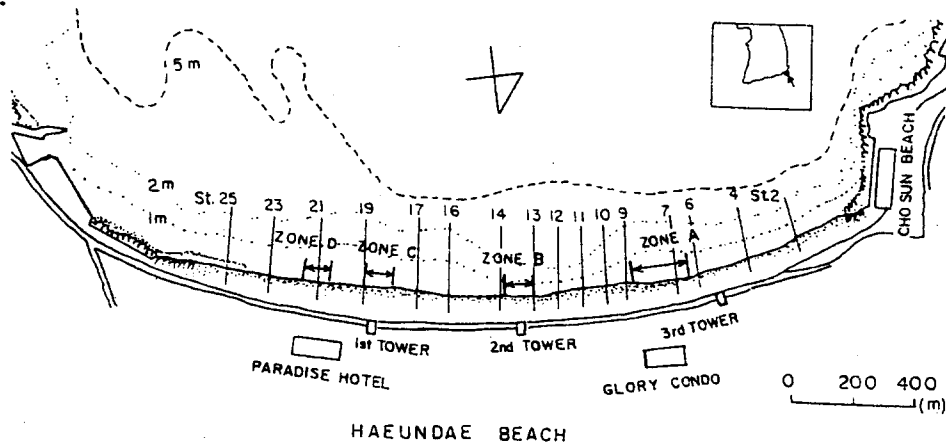 5 m
2 m
1 m
St. 25
23
21
19
17
16
14
13
12
11
10
9
7
6
4
St.2
ZONE D
ZONE C
ZONE B
ZONE A
CHO SUN BEACH
1st TOWER
2nd TOWER
3rd TOWER
PARADISE HOTEL
GLORY CONDO
0 200 400
(m)
HAEUNDAE BEACH